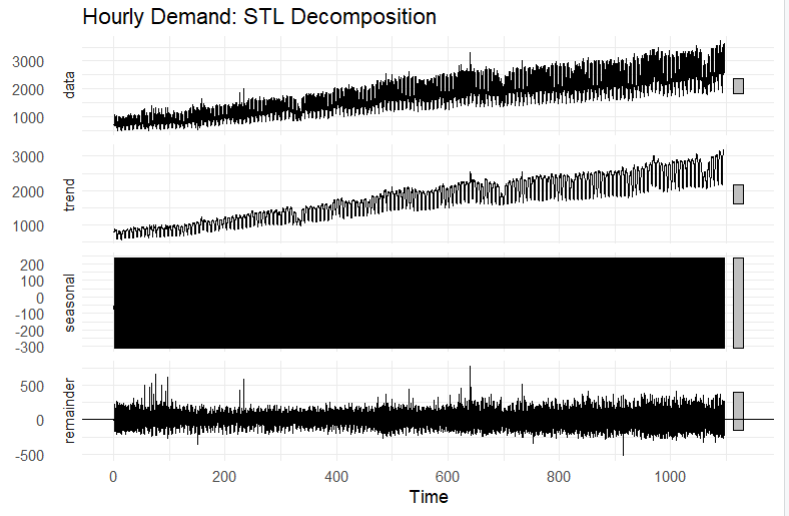 Hourly Demand: STL Decomposition
3000
2000
1000
data
3000
2000
1000
trend
200
100
0
-100
-200
-300
seasonal
500
0
-500
remainder
0 200 400 600 800 1000
Time